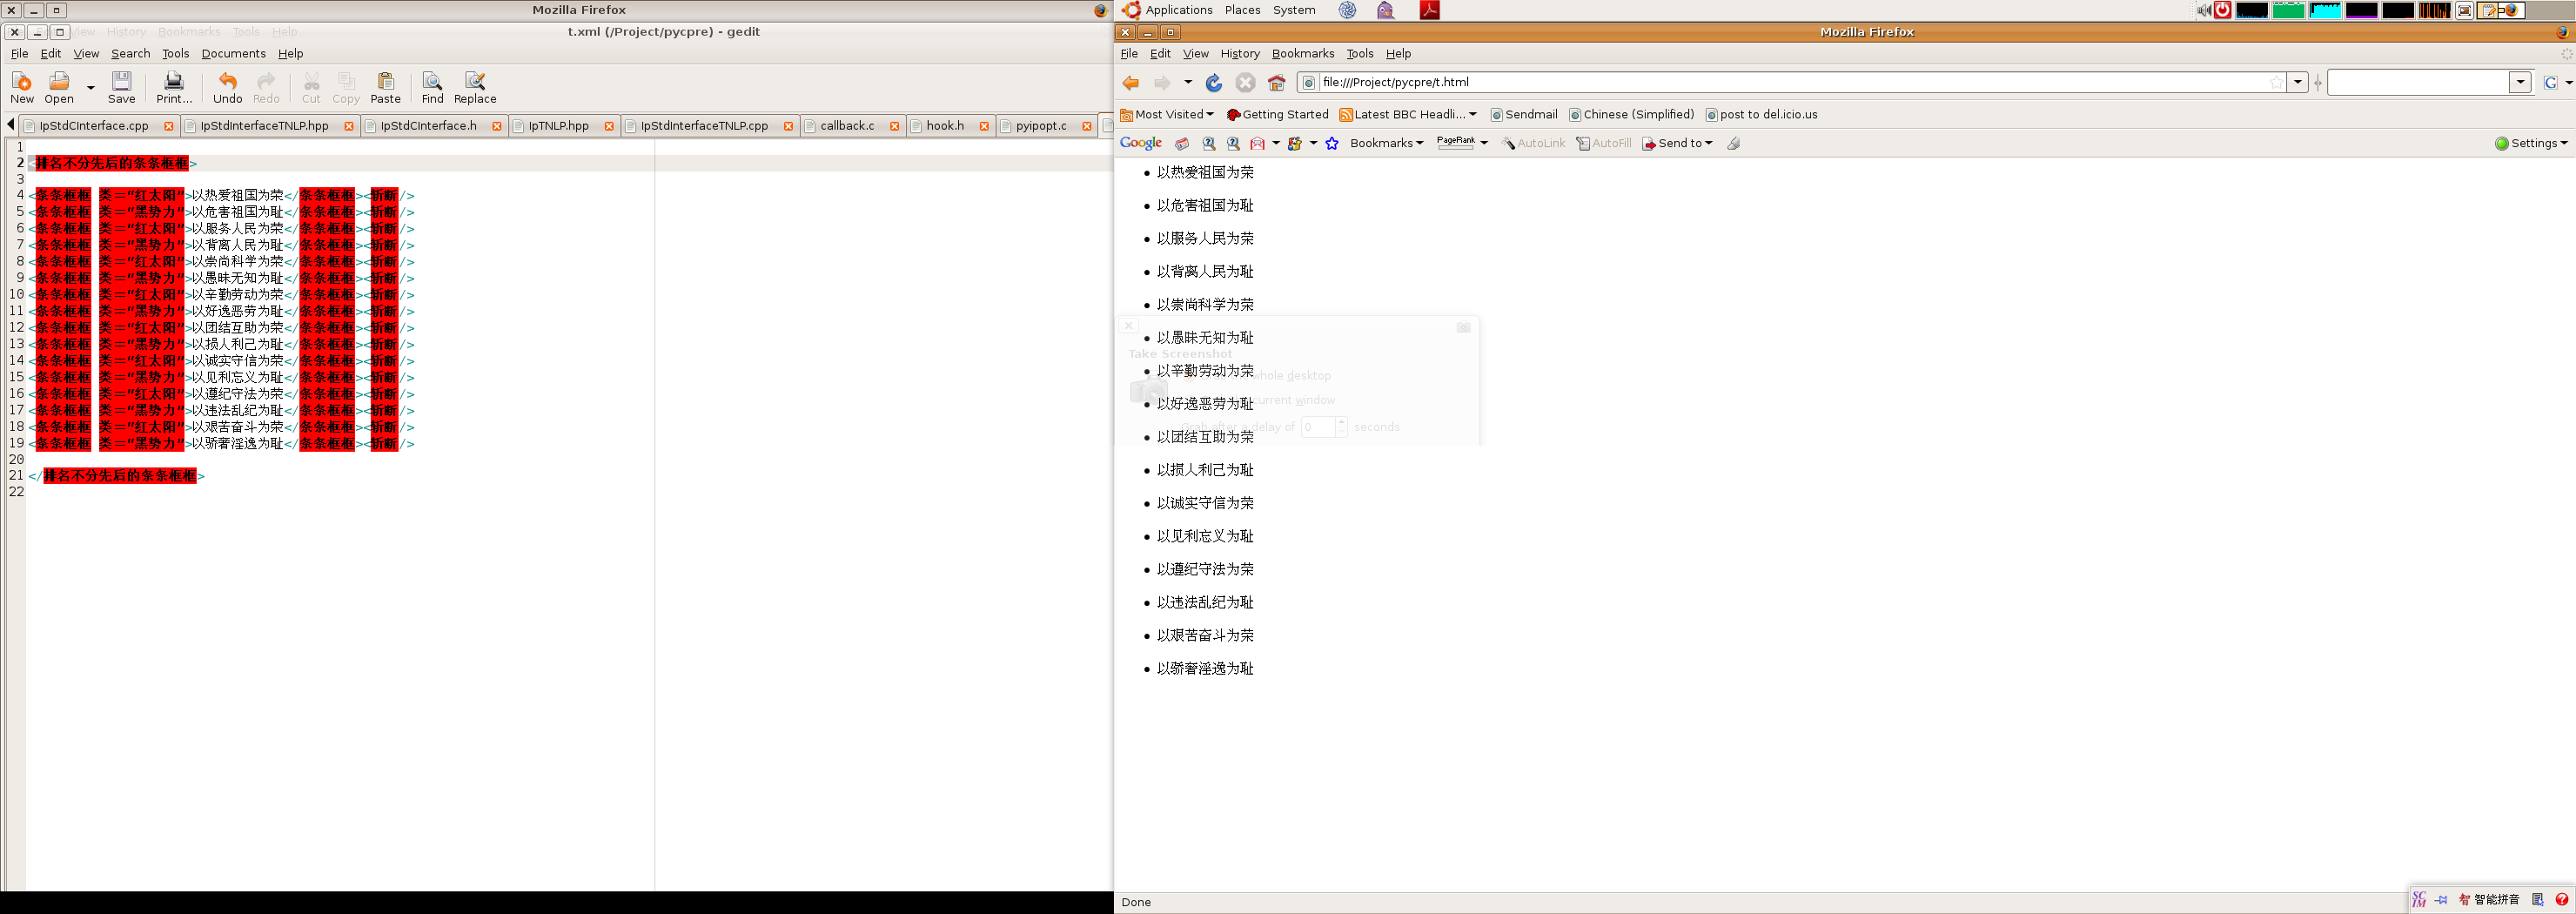 Mozilla Firefox
t.xml (/Project/pycpre) - gedit
View History Bookmarks Tools Help
File Edit View Search Tools Documents Help
New Open Save Print... Undo Redo Cut Copy Paste Find Replace
IpStdCInterface.cpp IpStdInterfaceTNLP.hpp IpStdCInterface.h IpTNLP.hpp IpStdInterfaceTNLP.cpp callback.c hook.h pyipopt.c
1
2 <排名不分先后的条条框框>
3
4 <条条框框 类＝“红太阳“>以热爱祖国为荣</条条框框><斩断/>
5 <条条框框 类＝“黑势力“>以危害祖国为耻</条条框框><斩断/>
6 <条条框框 类＝“红太阳“>以服务人民为荣</条条框框><斩断/>
7 <条条框框 类＝“黑势力“>以背离人民为耻</条条框框><斩断/>
8 <条条框框 类＝“红太阳“>以崇尚科学为荣</条条框框><斩断/>
9 <条条框框 类＝“黑势力“>以愚昧无知为耻</条条框框><斩断/>
10 <条条框框 类＝“红太阳“>以辛勤劳动为荣</条条框框><斩断/>
11 <条条框框 类＝“黑势力“>以好逸恶劳为耻</条条框框><斩断/>
12 <条条框框 类＝“红太阳“>以团结互助为荣</条条框框><斩断/>
13 <条条框框 类＝“黑势力“>以损人利己为耻</条条框框><斩断/>
14 <条条框框 类＝“红太阳“>以诚实守信为荣</条条框框><斩断/>
15 <条条框框 类＝“黑势力“>以见利忘义为耻</条条框框><斩断/>
16 <条条框框 类＝“红太阳“>以遵纪守法为荣</条条框框><斩断/>
17 <条条框框 类＝“黑势力“>以违法乱纪为耻</条条框框><斩断/>
18 <条条框框 类＝“红太阳“>以艰苦奋斗为荣</条条框框><斩断/>
19 <条条框框 类＝“黑势力“>以骄奢淫逸为耻</条条框框><斩断/>
20
21 </排名不分先后的条条框框>
22
Applications Places System
Mozilla Firefox
File Edit View History Bookmarks Tools Help
file:///Project/pycpre/t.html
Most Visited Getting Started Latest BBC Headli... Sendmail Chinese (Simplified) post to del.icio.us
Google Bookmarks PageRank AutoLink AutoFill Send to Settings
• 以热爱祖国为荣
• 以危害祖国为耻
• 以服务人民为荣
• 以背离人民为耻
• 以崇尚科学为荣
• 以愚昧无知为耻
Take Screenshot
• 以辛勤劳动为荣
whole desktop
• 以好逸恶劳为耻
current window
• 以团结互助为荣
Grab after a delay of 0 seconds
• 以损人利己为耻
• 以诚实守信为荣
• 以见利忘义为耻
• 以遵纪守法为荣
• 以违法乱纪为耻
• 以艰苦奋斗为荣
• 以骄奢淫逸为耻
Done
SCIM 智 智能拼音